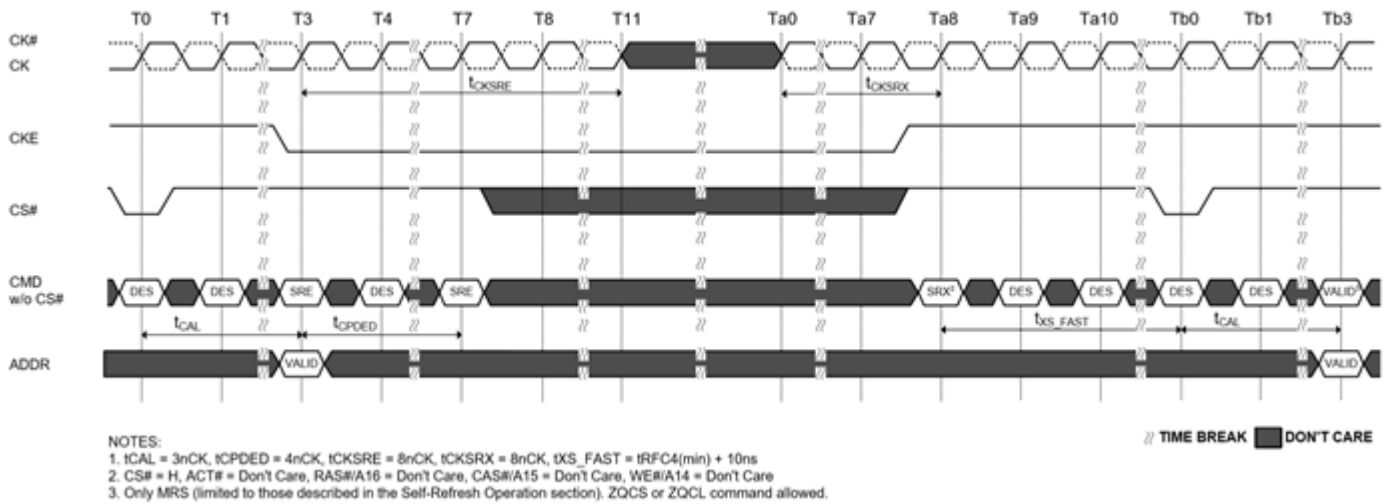 T0 T1 T3 T4 T7 T8 T11 Ta0 Ta7 Ta8 Ta9 Ta10 Tb0 Tb1 Tb3
CK#
CK
tCKSRE tCKSRX
CKE
CS#
CMD
w/o CS#
DES DES SRE DES SRE SRX² DES DES DES DES VALID³
tCAL tCPDED tXS_FAST tCAL
ADDR
VALID VALID
TIME BREAK DON'T CARE
NOTES:
1. tCAL = 3nCK, tCPDED = 4nCK, tCKSRE = 8nCK, tCKSRX = 8nCK, tXS_FAST = tRFC4(min) + 10ns
2. CS# = H, ACT# = Don't Care, RAS#/A16 = Don't Care, CAS#/A15 = Don't Care, WE#/A14 = Don't Care
3. Only MRS (limited to those described in the Self-Refresh Operation section). ZQCS or ZQCL command allowed.